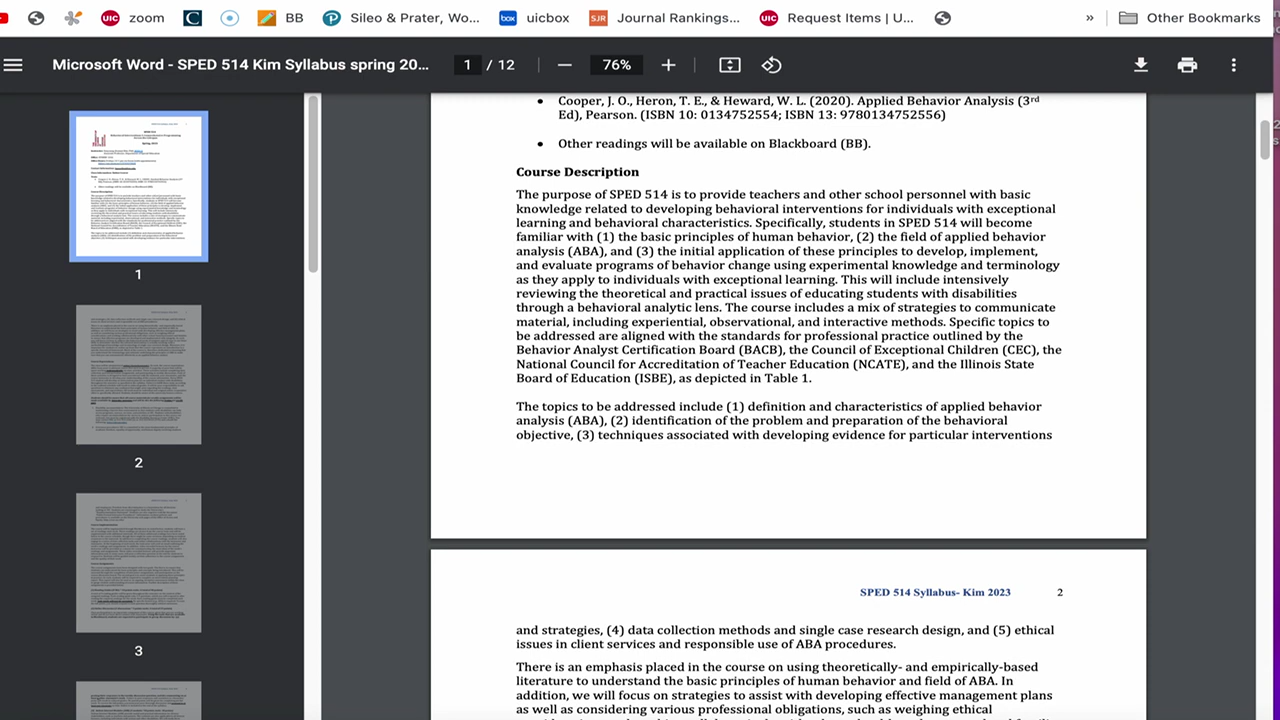 UIC zoom C BB Sileo & Prater, Wo... box uicbox SJR Journal Rankings... UIC Request Items | U... » Other Bookmarks
Microsoft Word - SPED 514 Kim Syllabus spring 20... 1 / 12 76%
• Cooper, J. O., Heron, T. E., & Heward, W. L. (2020). Applied Behavior Analysis (3rd
Ed), Pearson. (ISBN 10: 0134752554; ISBN 13: 9780134752556)
Other readings will be available on Blackboard (BB).
Course Description
The purpose of SPED 514 is to provide teachers and other school personnel with basic
knowledge related to developing behavioral interventions for individuals with exceptional
learning and behavioral characteristics. Specifically, students in SPED 514 will become
familiar with (1) the basic principles of human behavior, (2) the field of applied behavior
analysis (ABA), and (3) the initial application of these principles to develop, implement,
and evaluate programs of behavior change using experimental knowledge and terminology
as they apply to individuals with exceptional learning. This will include intensively
reviewing the theoretical and practical issues of educating students with disabilities
through a behavioral analytic lens. The course includes a mix of strategies to communicate
material, including experiential, observational, and instructor methods. Specific topics to
be addressed are aligned with the standards for professional practice outlined by the
Behavior Analyst Certification Board (BACB), the Council of Exceptional Children (CEC), the
National Counsel for Accreditation of Teacher Education (NCATE), and the Illinois State
Board of Education (ISBE), as depicted in Table 1.
The topics to be addressed include (1) definition and characteristics of applied behavior
analysis (ABA), (2) identification of the problem and preparation of the behavioral
objective, (3) techniques associated with developing evidence for particular interventions
SPED 514 Syllabus- Kim 2023 2
and strategies, (4) data collection methods and single case research design, and (5) ethical
issues in client services and responsible use of ABA procedures.
There is an emphasis placed in the course on using theoretically- and empirically-based
literature to understand the basic principles of human behavior and field of ABA. In
addition, we will focus on strategies to assist in developing effective management plans
as well as considering various professional obligations such as weighing ethical
1
2
3